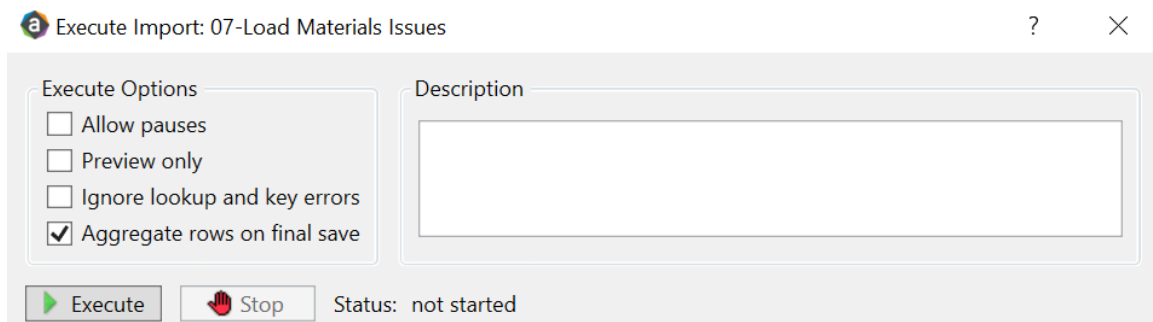 Execute Import: 07-Load Materials Issues
Execute Options
Allow pauses
Preview only
Ignore lookup and key errors
Aggregate rows on final save
Description
Execute
Stop
Status: not started